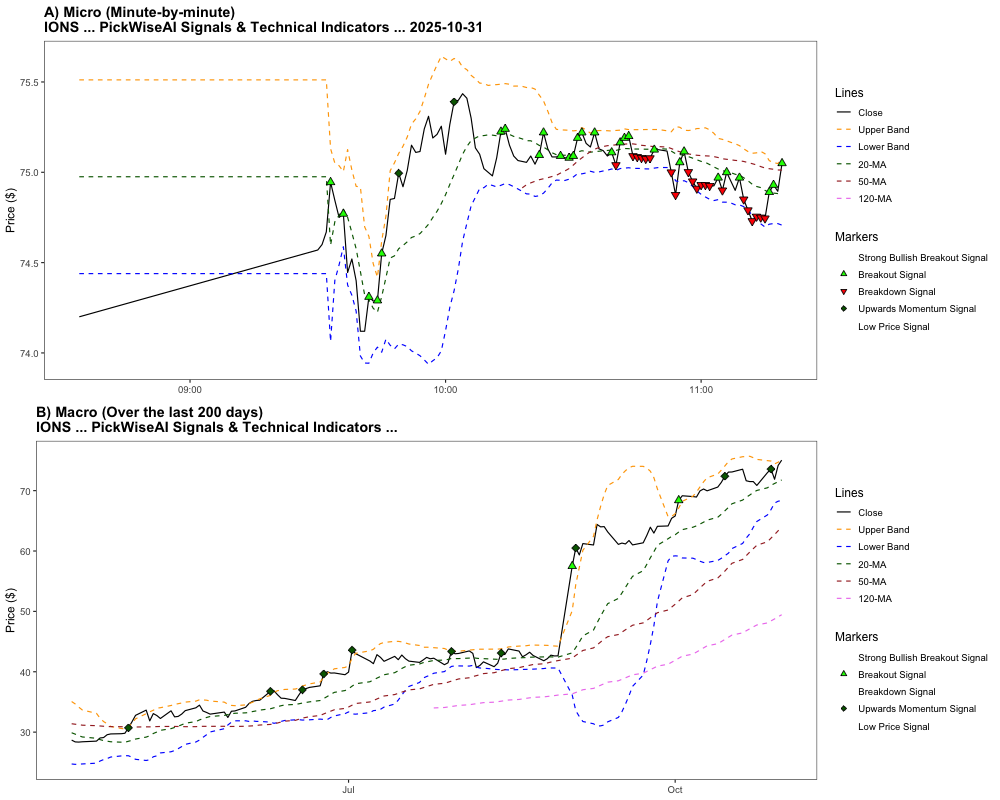 A) Micro (Minute-by-minute)
IONS ... PickWiseAI Signals & Technical Indicators ... 2025-10-31
Price ($)
75.5
75.0
74.5
74.0
09:00
10:00
11:00
Lines
Close
Upper Band
Lower Band
20-MA
50-MA
120-MA
Markers
Strong Bullish Breakout Signal
Breakout Signal
Breakdown Signal
Upwards Momentum Signal
Low Price Signal
B) Macro (Over the last 200 days)
IONS ... PickWiseAI Signals & Technical Indicators ...
Price ($)
70
60
50
40
30
Jul
Oct
Lines
Close
Upper Band
Lower Band
20-MA
50-MA
120-MA
Markers
Strong Bullish Breakout Signal
Breakout Signal
Breakdown Signal
Upwards Momentum Signal
Low Price Signal